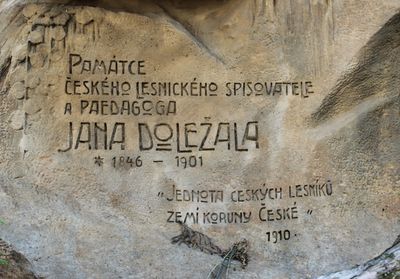 PAMÁTCE
ČESKÉHO LESNICKÉHO SPISOVATELE
A PAEDAGOGA
JANA DOLEŽALA
* 1846 – 1901
"JEDNOTA ČESKÝCH LESNÍKŮ
ZEMÍ KORUNY ČESKÉ"
1910.